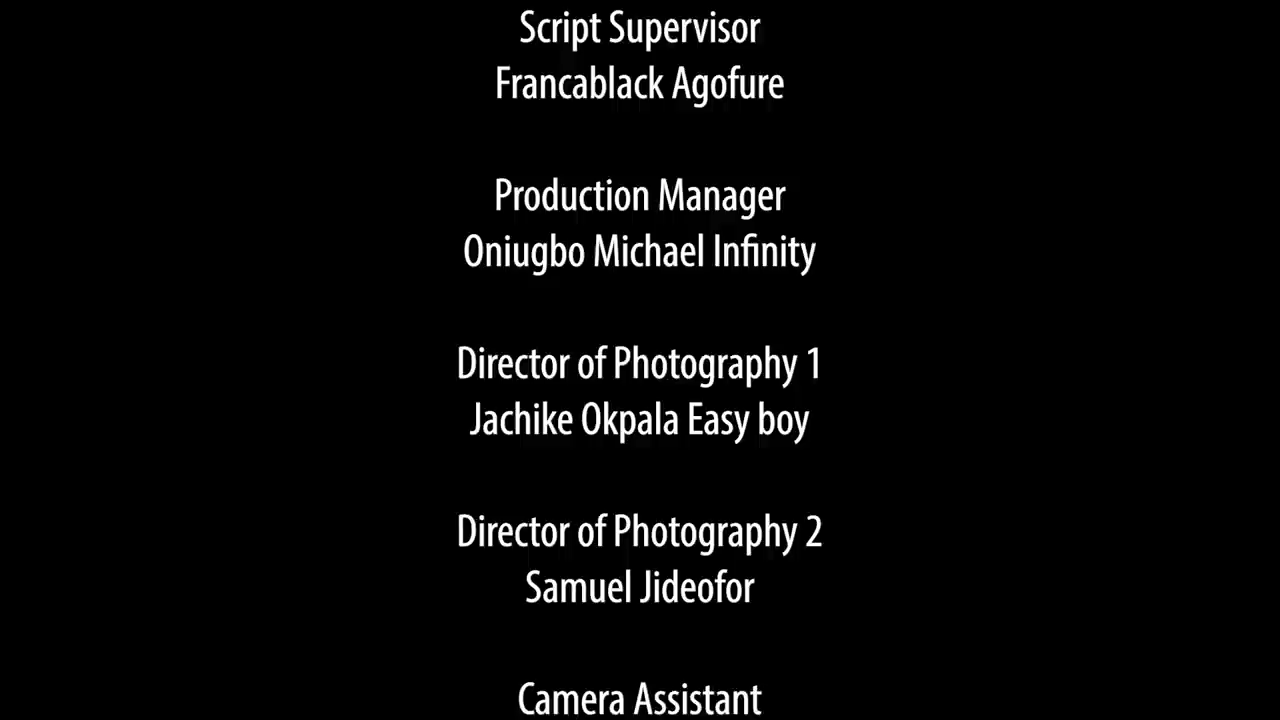 Script Supervisor
Francablack Agofure
Production Manager
Oniugbo Michael Infinity
Director of Photography 1
Jachike Okpala Easy boy
Director of Photography 2
Samuel Jideofor
Camera Assistant